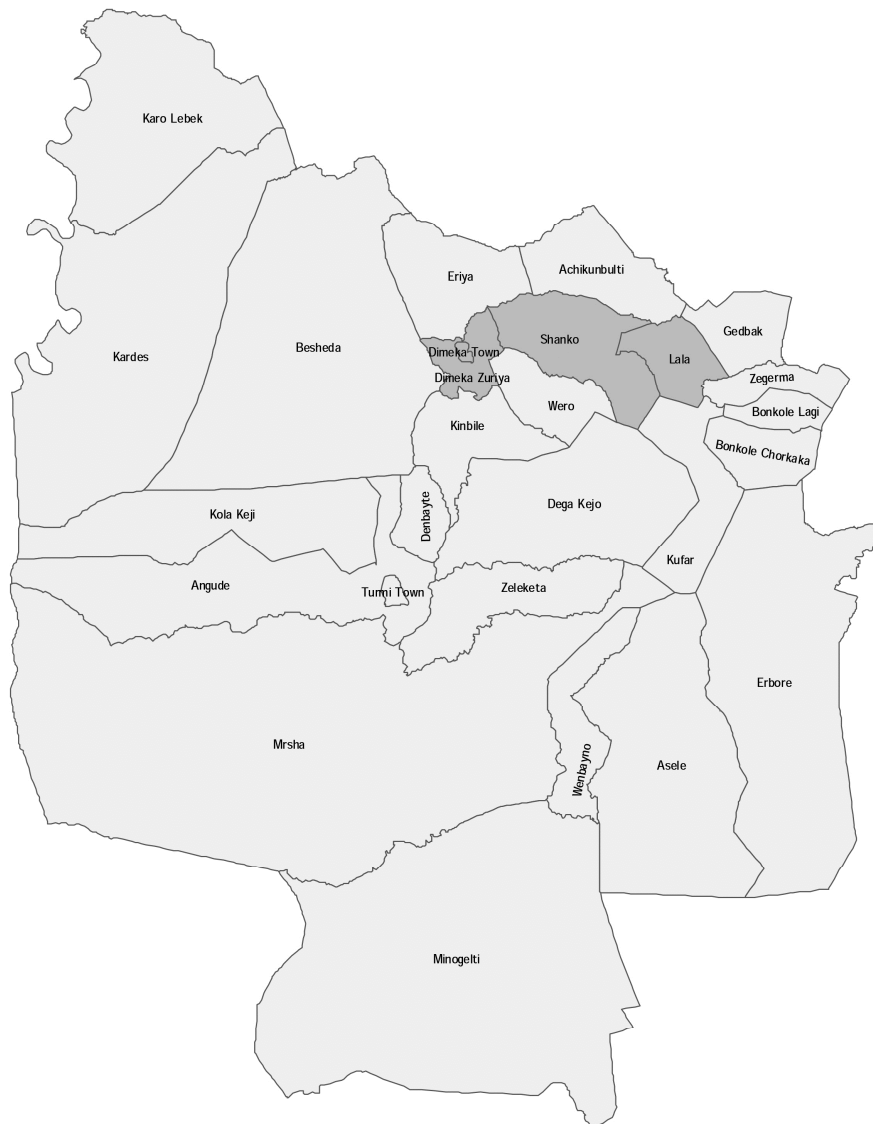 Karo Lebek
Achikunbulti
Eriya
Gedbak
Shanko
Besheda
Dimeka Town
Kardes
Lala
Dimeka Zuriya
Zegerma
Wero
Bonkole Lagi
Kinbile
Bonkole Chorkaka
Dega Kejo
Kola Keji
Denbayte
Kufar
Angude
Turmi Town
Zeleketa
Erbore
Mrsha
Asele
Wenbayno
Minogelti